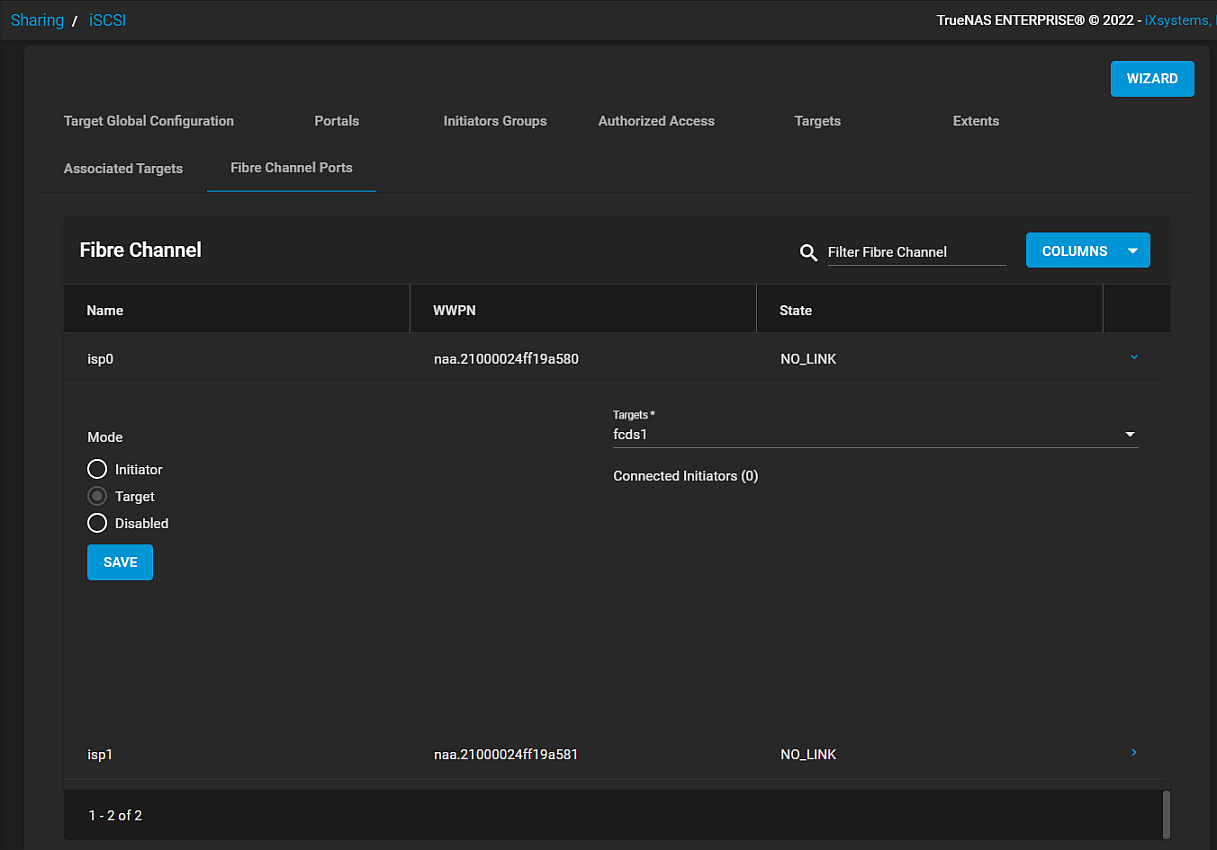 Sharing / iSCSI
TrueNAS ENTERPRISE® © 2022 - iXsystems,
WIZARD
Target Global Configuration Portals Initiators Groups Authorized Access Targets Extents
Associated Targets Fibre Channel Ports
Fibre Channel
Filter Fibre Channel
COLUMNS
Name WWPN State
isp0 naa.21000024ff19a580 NO_LINK
Mode
Initiator
Target
Disabled
SAVE
Targets *
fcds1
Connected Initiators (0)
isp1 naa.21000024ff19a581 NO_LINK
1 - 2 of 2